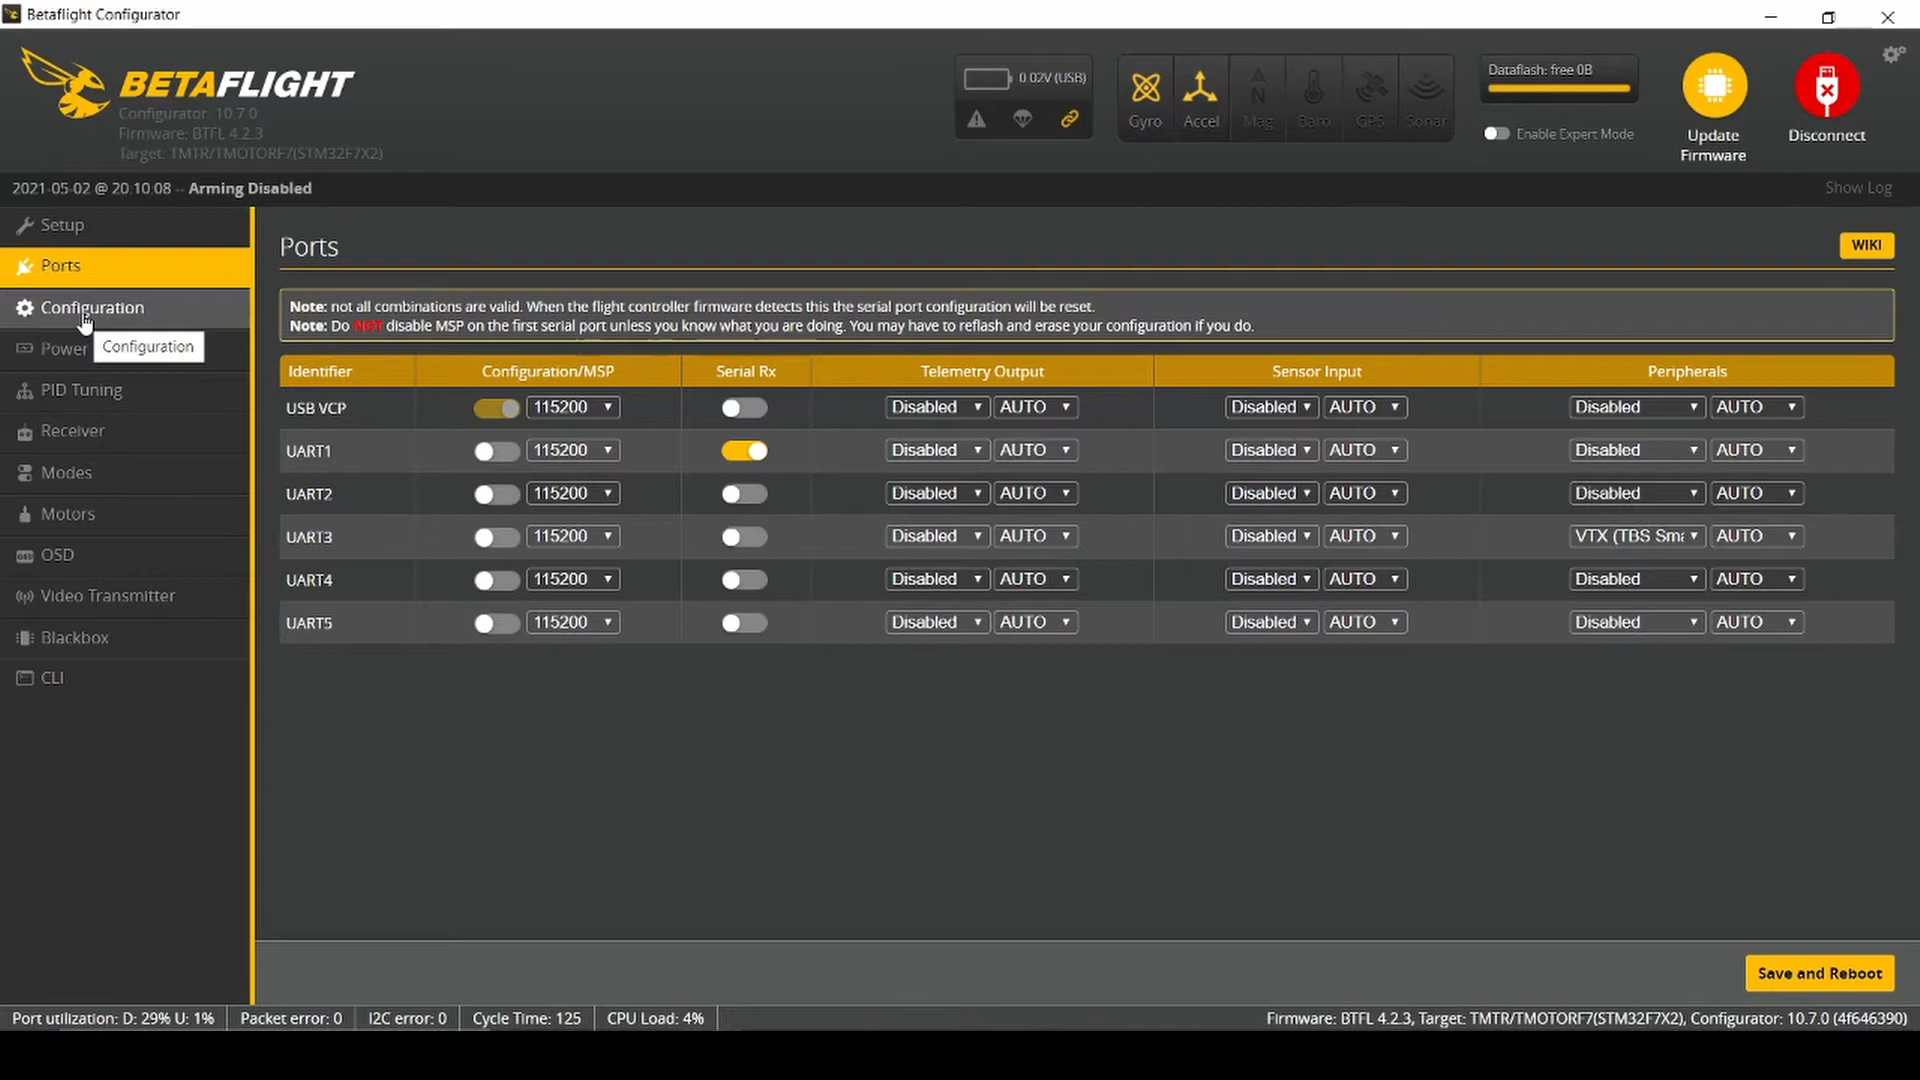 Betaflight Configurator
BETAFLIGHT
Configurator: 10.7.0
Firmware: BTFL 4.2.3
Target: TMTR/TMOTORF7(STM32F7X2)
0.02V (USB)
Gyro Accel Mag Baro GPS Sonar
Dataflash: free 0B
Enable Expert Mode
Update
Firmware
Disconnect
2021-05-02 @ 20:10:08 -- Arming Disabled
Show Log
Setup
Ports
Configuration
Configuration
Power
PID Tuning
Receiver
Modes
Motors
OSD
Video Transmitter
Blackbox
CLI
Ports
WIKI
Note: not all combinations are valid. When the flight controller firmware detects this the serial port configuration will be reset.
Note: Do NOT disable MSP on the first serial port unless you know what you are doing. You may have to reflash and erase your configuration if you do.
Identifier Configuration/MSP Serial Rx Telemetry Output Sensor Input Peripherals
USB VCP 115200 Disabled AUTO Disabled AUTO Disabled AUTO
UART1 115200 Disabled AUTO Disabled AUTO Disabled AUTO
UART2 115200 Disabled AUTO Disabled AUTO Disabled AUTO
UART3 115200 Disabled AUTO Disabled AUTO VTX (TBS Sma AUTO
UART4 115200 Disabled AUTO Disabled AUTO Disabled AUTO
UART5 115200 Disabled AUTO Disabled AUTO Disabled AUTO
Save and Reboot
Port utilization: D: 29% U: 1% Packet error: 0 I2C error: 0 Cycle Time: 125 CPU Load: 4% Firmware: BTFL 4.2.3, Target: TMTR/TMOTORF7(STM32F7X2), Configurator: 10.7.0 (4f646390)